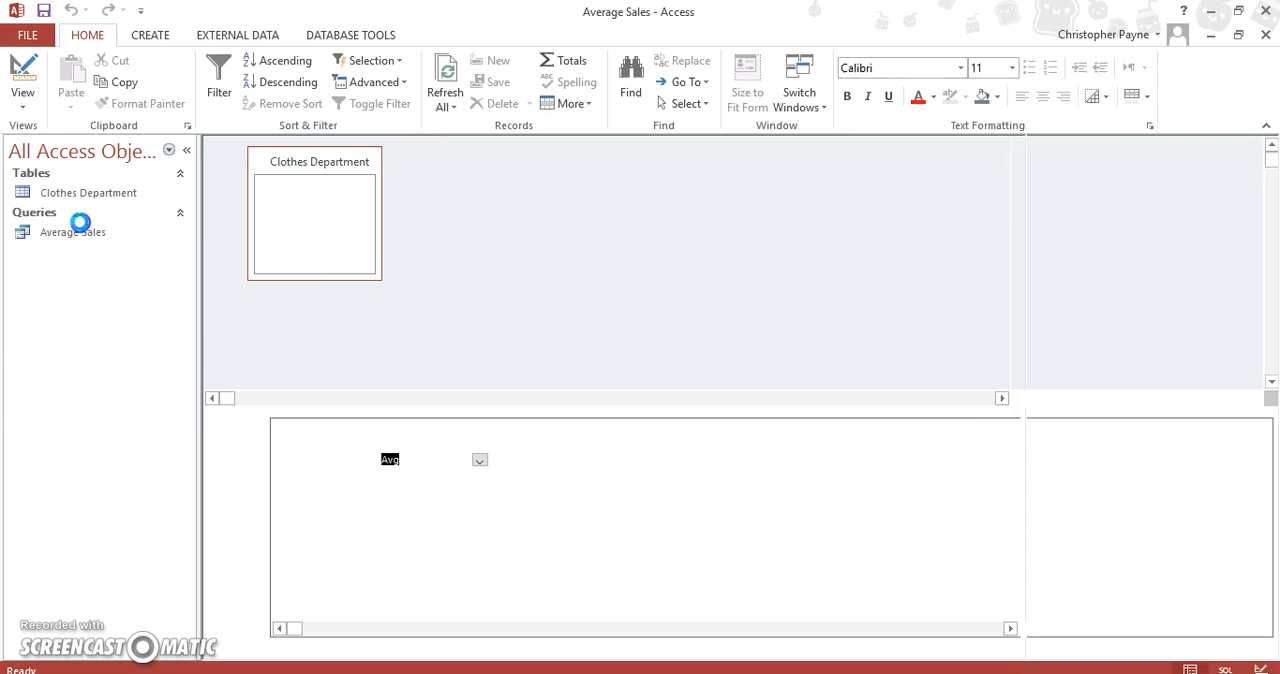 Average Sales - Access
?
FILE
HOME
CREATE
EXTERNAL DATA
DATABASE TOOLS
Christopher Payne
View
Views
Paste
Cut
Copy
Format Painter
Clipboard
Filter
Ascending
Descending
Remove Sort
Selection
Advanced
Toggle Filter
Sort & Filter
Refresh
All
New
Save
Delete
Totals
Spelling
More
Records
Find
Replace
Go To
Select
Find
Size to
Fit Form
Switch
Windows
Window
Calibri
11
B I U A
Text Formatting
All Access Obje...
Tables
Clothes Department
Queries
Average Sales
Clothes Department
Avg
Recorded with
SCREENCAST MATIC
Ready
SQL